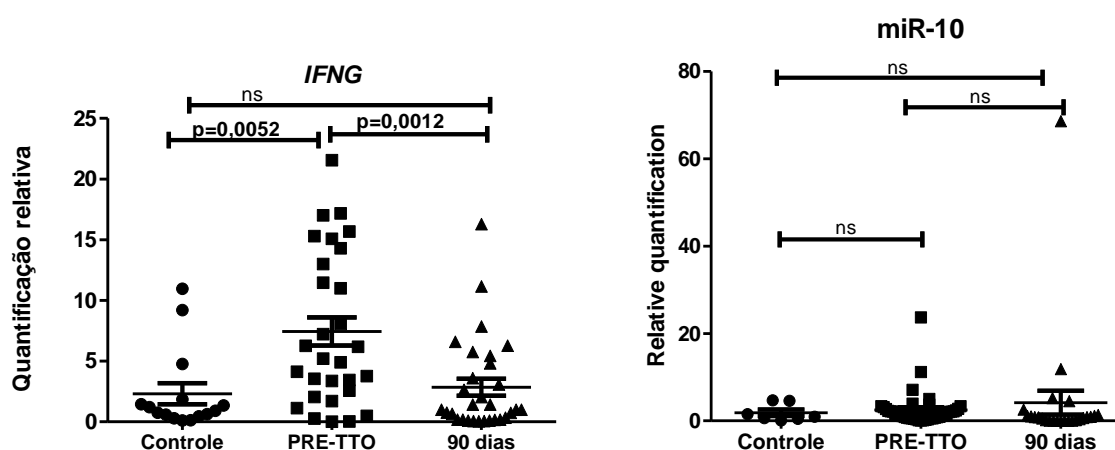 IFNG
ns
p=0,0052
p=0,0012
Quantificação relativa
25
20
15
10
5
0
Controle
PRE-TTO
90 dias
miR-10
ns
ns
ns
Relative quantification
80
60
40
20
0
Controle
PRE-TTO
90 dias